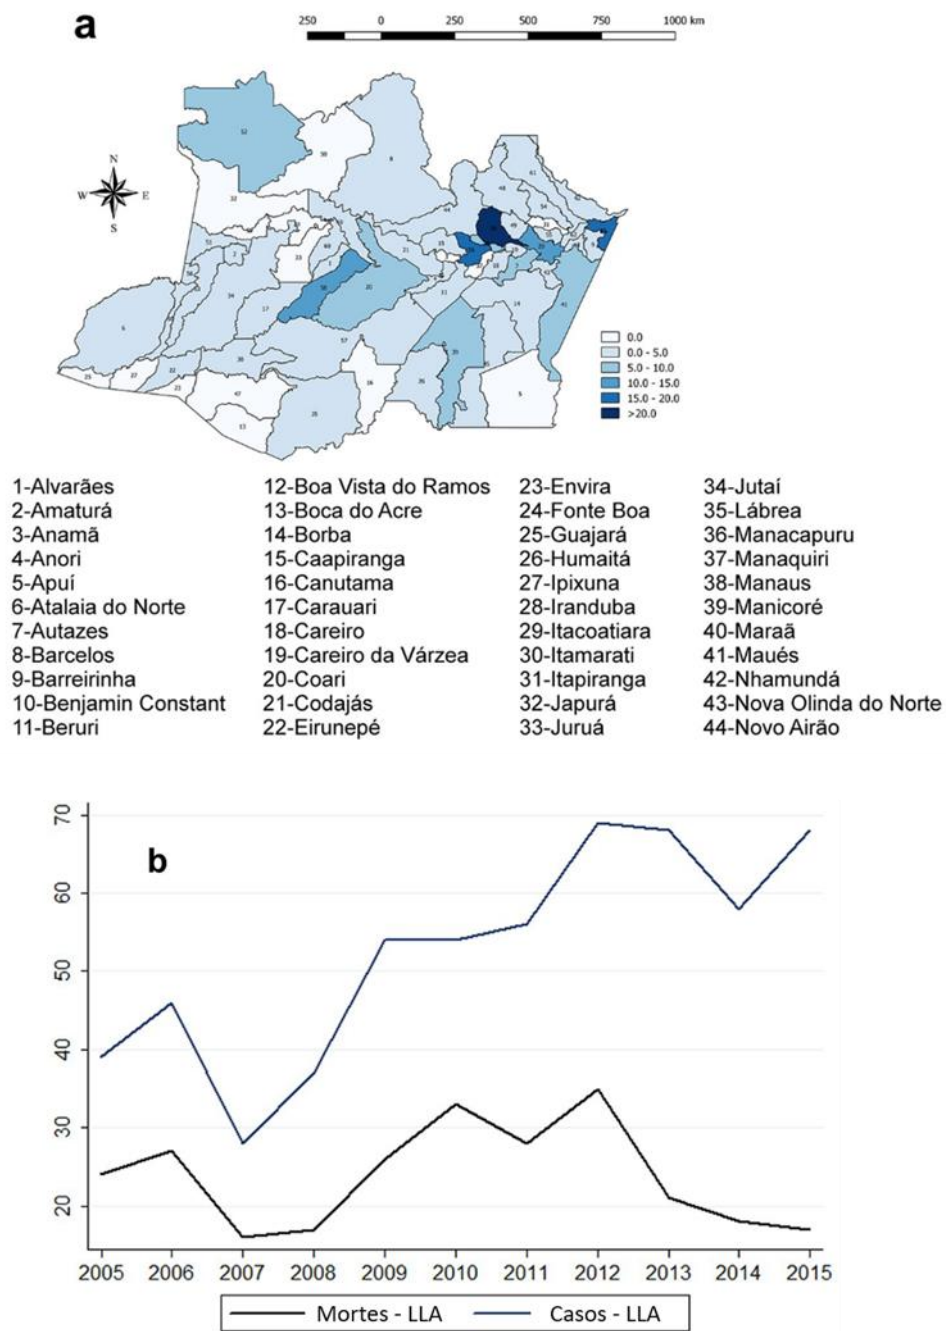 a
250 0 250 500 750 1000 km
N
W E
S
0.0
0.0 - 5.0
5.0 - 10.0
10.0 - 15.0
15.0 - 20.0
>20.0
1-Alvarães 12-Boa Vista do Ramos 23-Envira 34-Jutaí
2-Amaturá 13-Boca do Acre 24-Fonte Boa 35-Lábrea
3-Anamã 14-Borba 25-Guajará 36-Manacapuru
4-Anori 15-Caapiranga 26-Humaitá 37-Manaquiri
5-Apuí 16-Canutama 27-Ipixuna 38-Manaus
6-Atalaia do Norte 17-Carauari 28-Iranduba 39-Manicoré
7-Autazes 18-Careiro 29-Itacoatiara 40-Maraã
8-Barcelos 19-Careiro da Várzea 30-Itamarati 41-Maués
9-Barreirinha 20-Coari 31-Itapiranga 42-Nhamundá
10-Benjamin Constant 21-Codajás 32-Japurá 43-Nova Olinda do Norte
11-Beruri 22-Eirunepé 33-Juruá 44-Novo Airão
b
70
60
50
40
30
20
2005 2006 2007 2008 2009 2010 2011 2012 2013 2014 2015
Mortes - LLA Casos - LLA